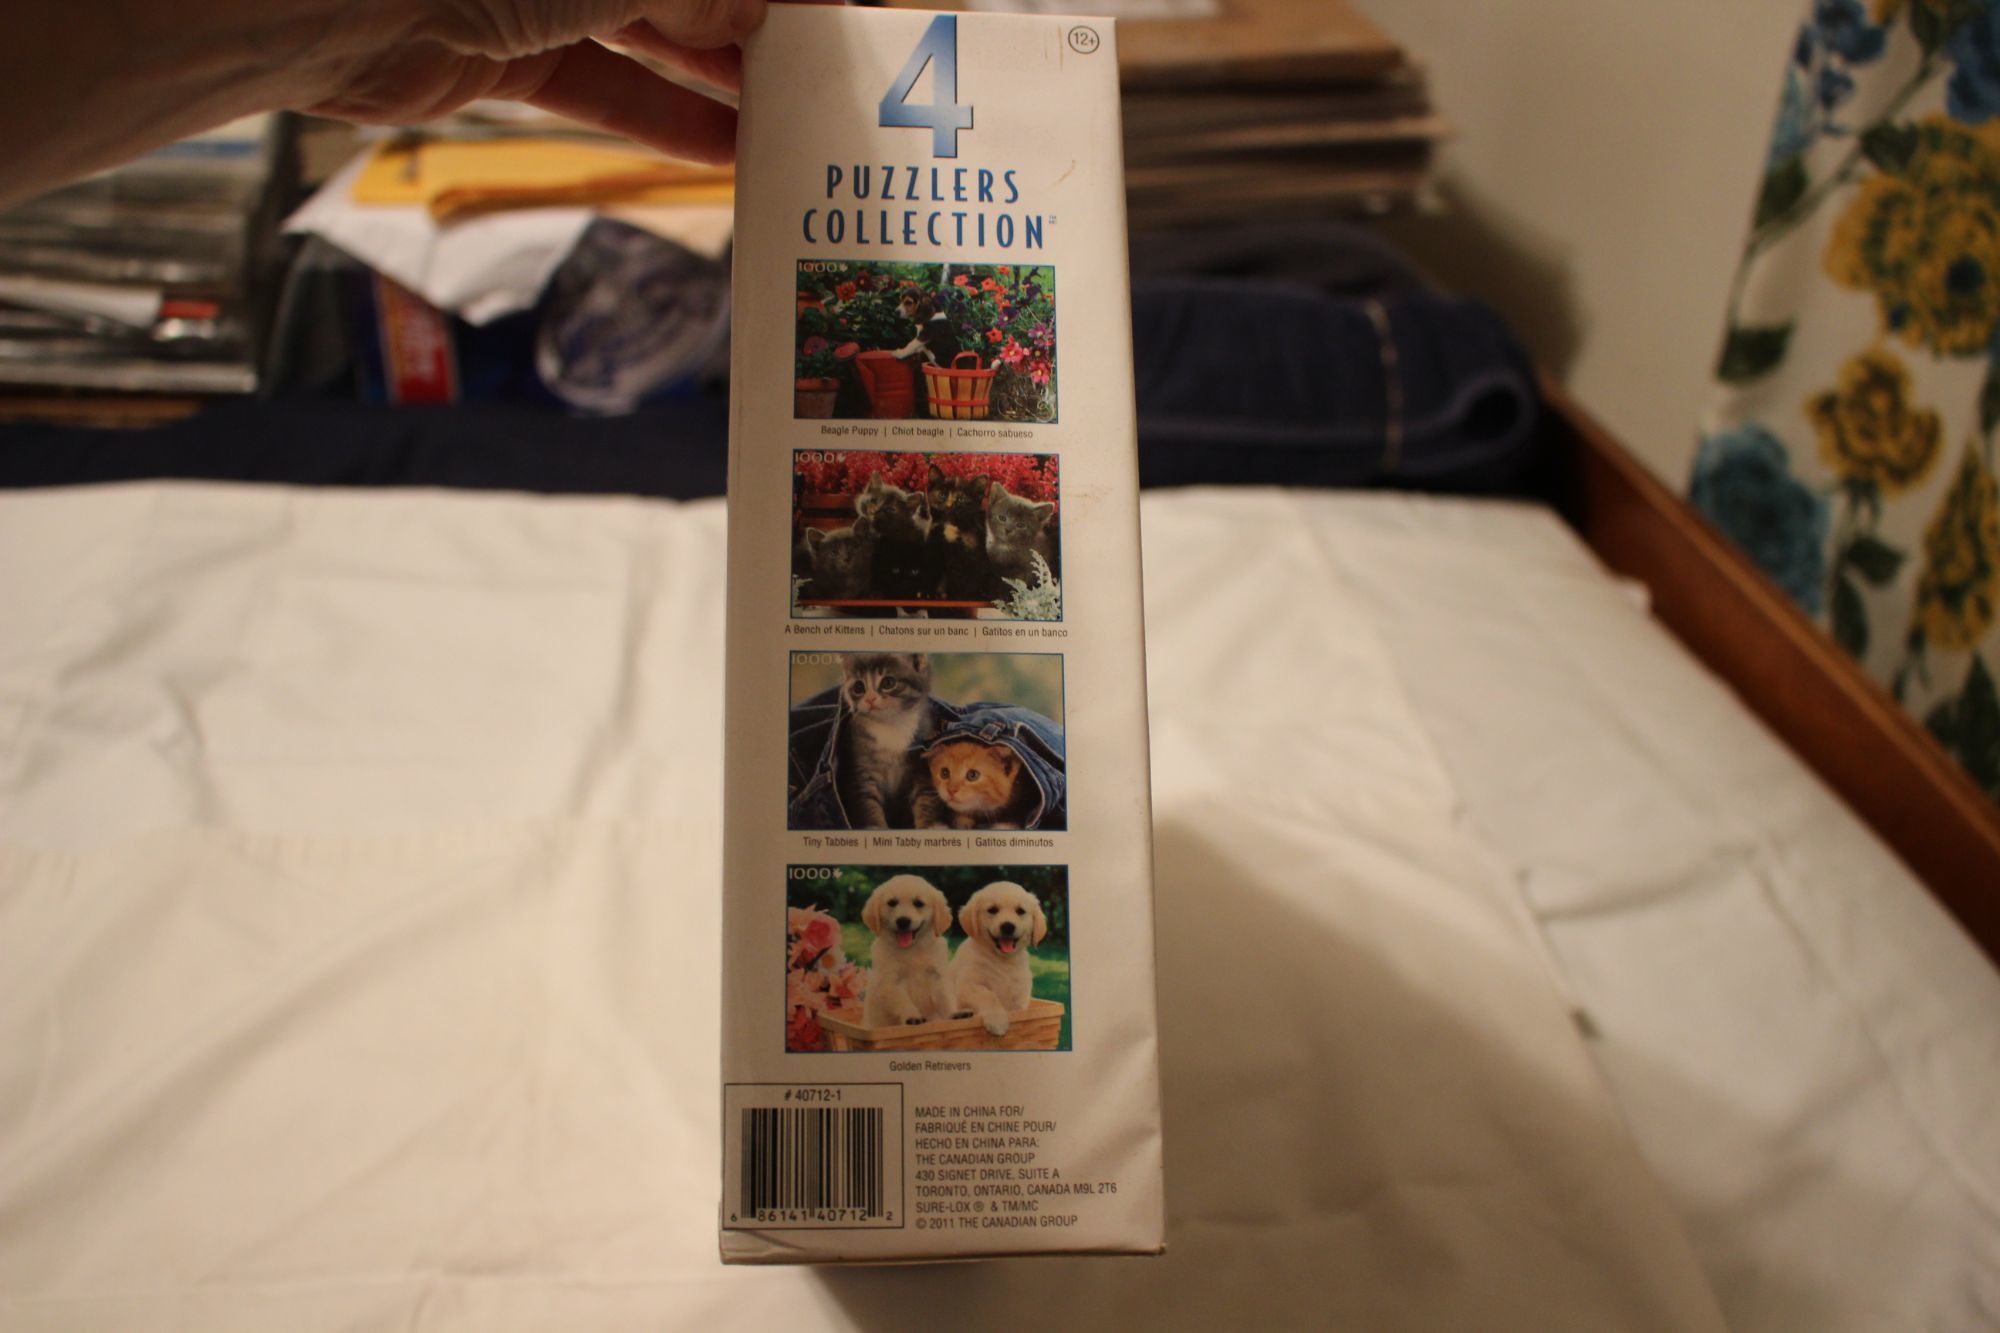 4
12+
PUZZLERS
COLLECTION™
1000
Beagle Puppy | Chiot beagle | Cachorro sabueso
1000
A Bench of Kittens | Chatons sur un banc | Gatitos en un banco
1000
Tiny Tabbies | Mini Tabby marbrés | Gatitos diminutos
1000
Golden Retrievers
# 40712-1
6 86141 40712 2
MADE IN CHINA FOR/
FABRIQUÉ EN CHINE POUR/
HECHO EN CHINA PARA:
THE CANADIAN GROUP
430 SIGNET DRIVE, SUITE A
TORONTO, ONTARIO, CANADA M9L 2T6
SURE-LOX ® & TM/MC
© 2011 THE CANADIAN GROUP